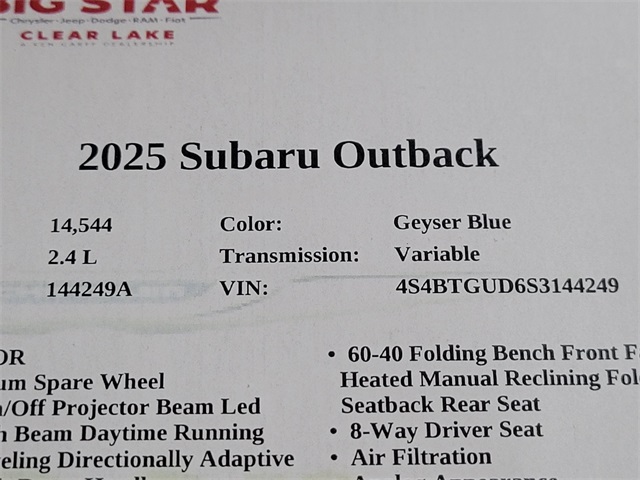 BIG STAR
Chrysler·Jeep·Dodge·RAM·Fiat
CLEAR LAKE
2025 Subaru Outback
14,544 Color: Geyser Blue
2.4 L Transmission: Variable
144249A VIN: 4S4BTGUD6S3144249
OR • 60-40 Folding Bench Front F
um Spare Wheel Heated Manual Reclining Fol
/Off Projector Beam Led Seatback Rear Seat
Beam Daytime Running • 8-Way Driver Seat
eling Directionally Adaptive • Air Filtration